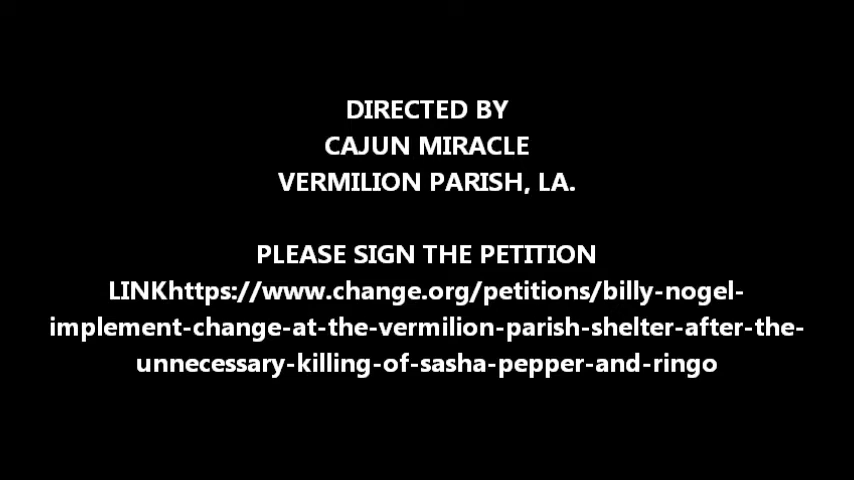 DIRECTED BY
CAJUN MIRACLE
VERMILION PARISH, LA.
PLEASE SIGN THE PETITION
LINKhttps://www.change.org/petitions/billy-nogel-
implement-change-at-the-vermilion-parish-shelter-after-the-
unnecessary-killing-of-sasha-pepper-and-ringo